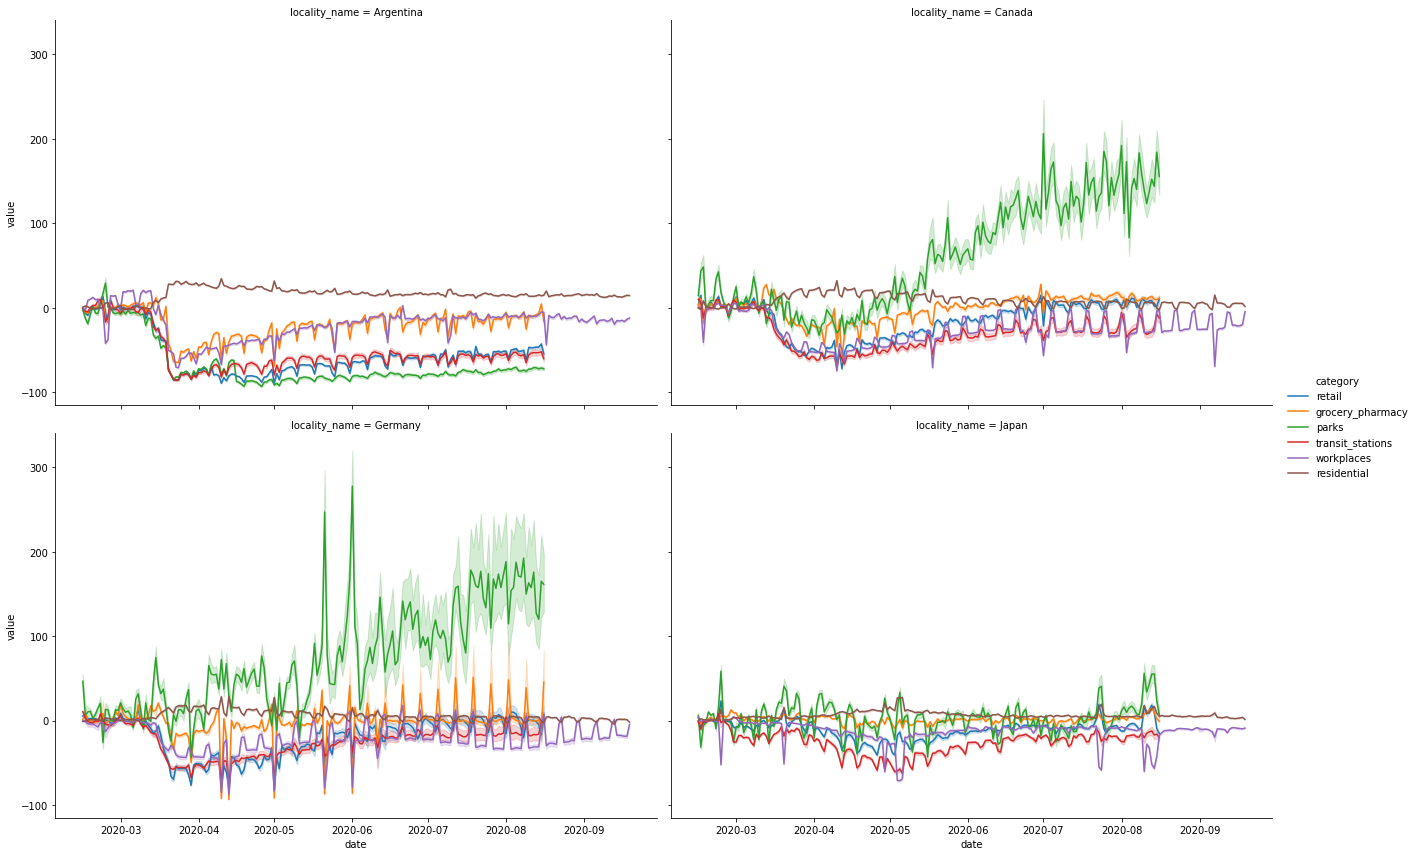 locality_name = Argentina
locality_name = Canada
value
300
200
100
0
−100
locality_name = Germany
locality_name = Japan
value
300
200
100
0
−100
2020-03 2020-04 2020-05 2020-06 2020-07 2020-08 2020-09
date
2020-03 2020-04 2020-05 2020-06 2020-07 2020-08 2020-09
date
category
retail
grocery_pharmacy
parks
transit_stations
workplaces
residential